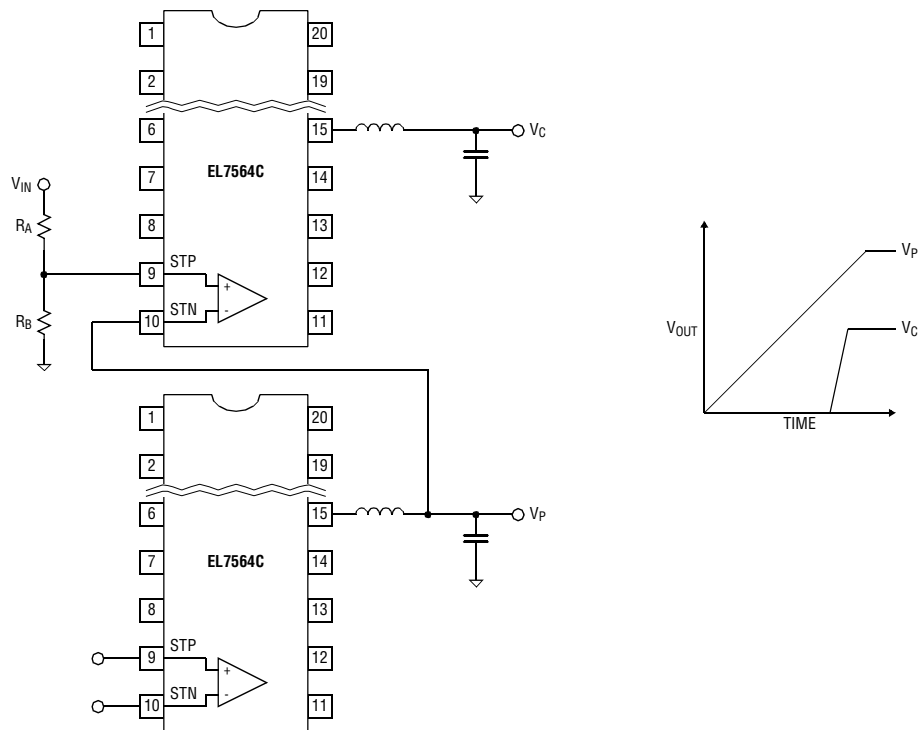 1 20
2 19
6 15 VC
7 EL7564C 14
VIN
RA 8 13
9 STP 12
+
RB 10 STN - 11
VP
VOUT VC
TIME
1 20
2 19
6 15 VP
7 EL7564C 14
8 13
9 STP 12
+
10 STN - 11